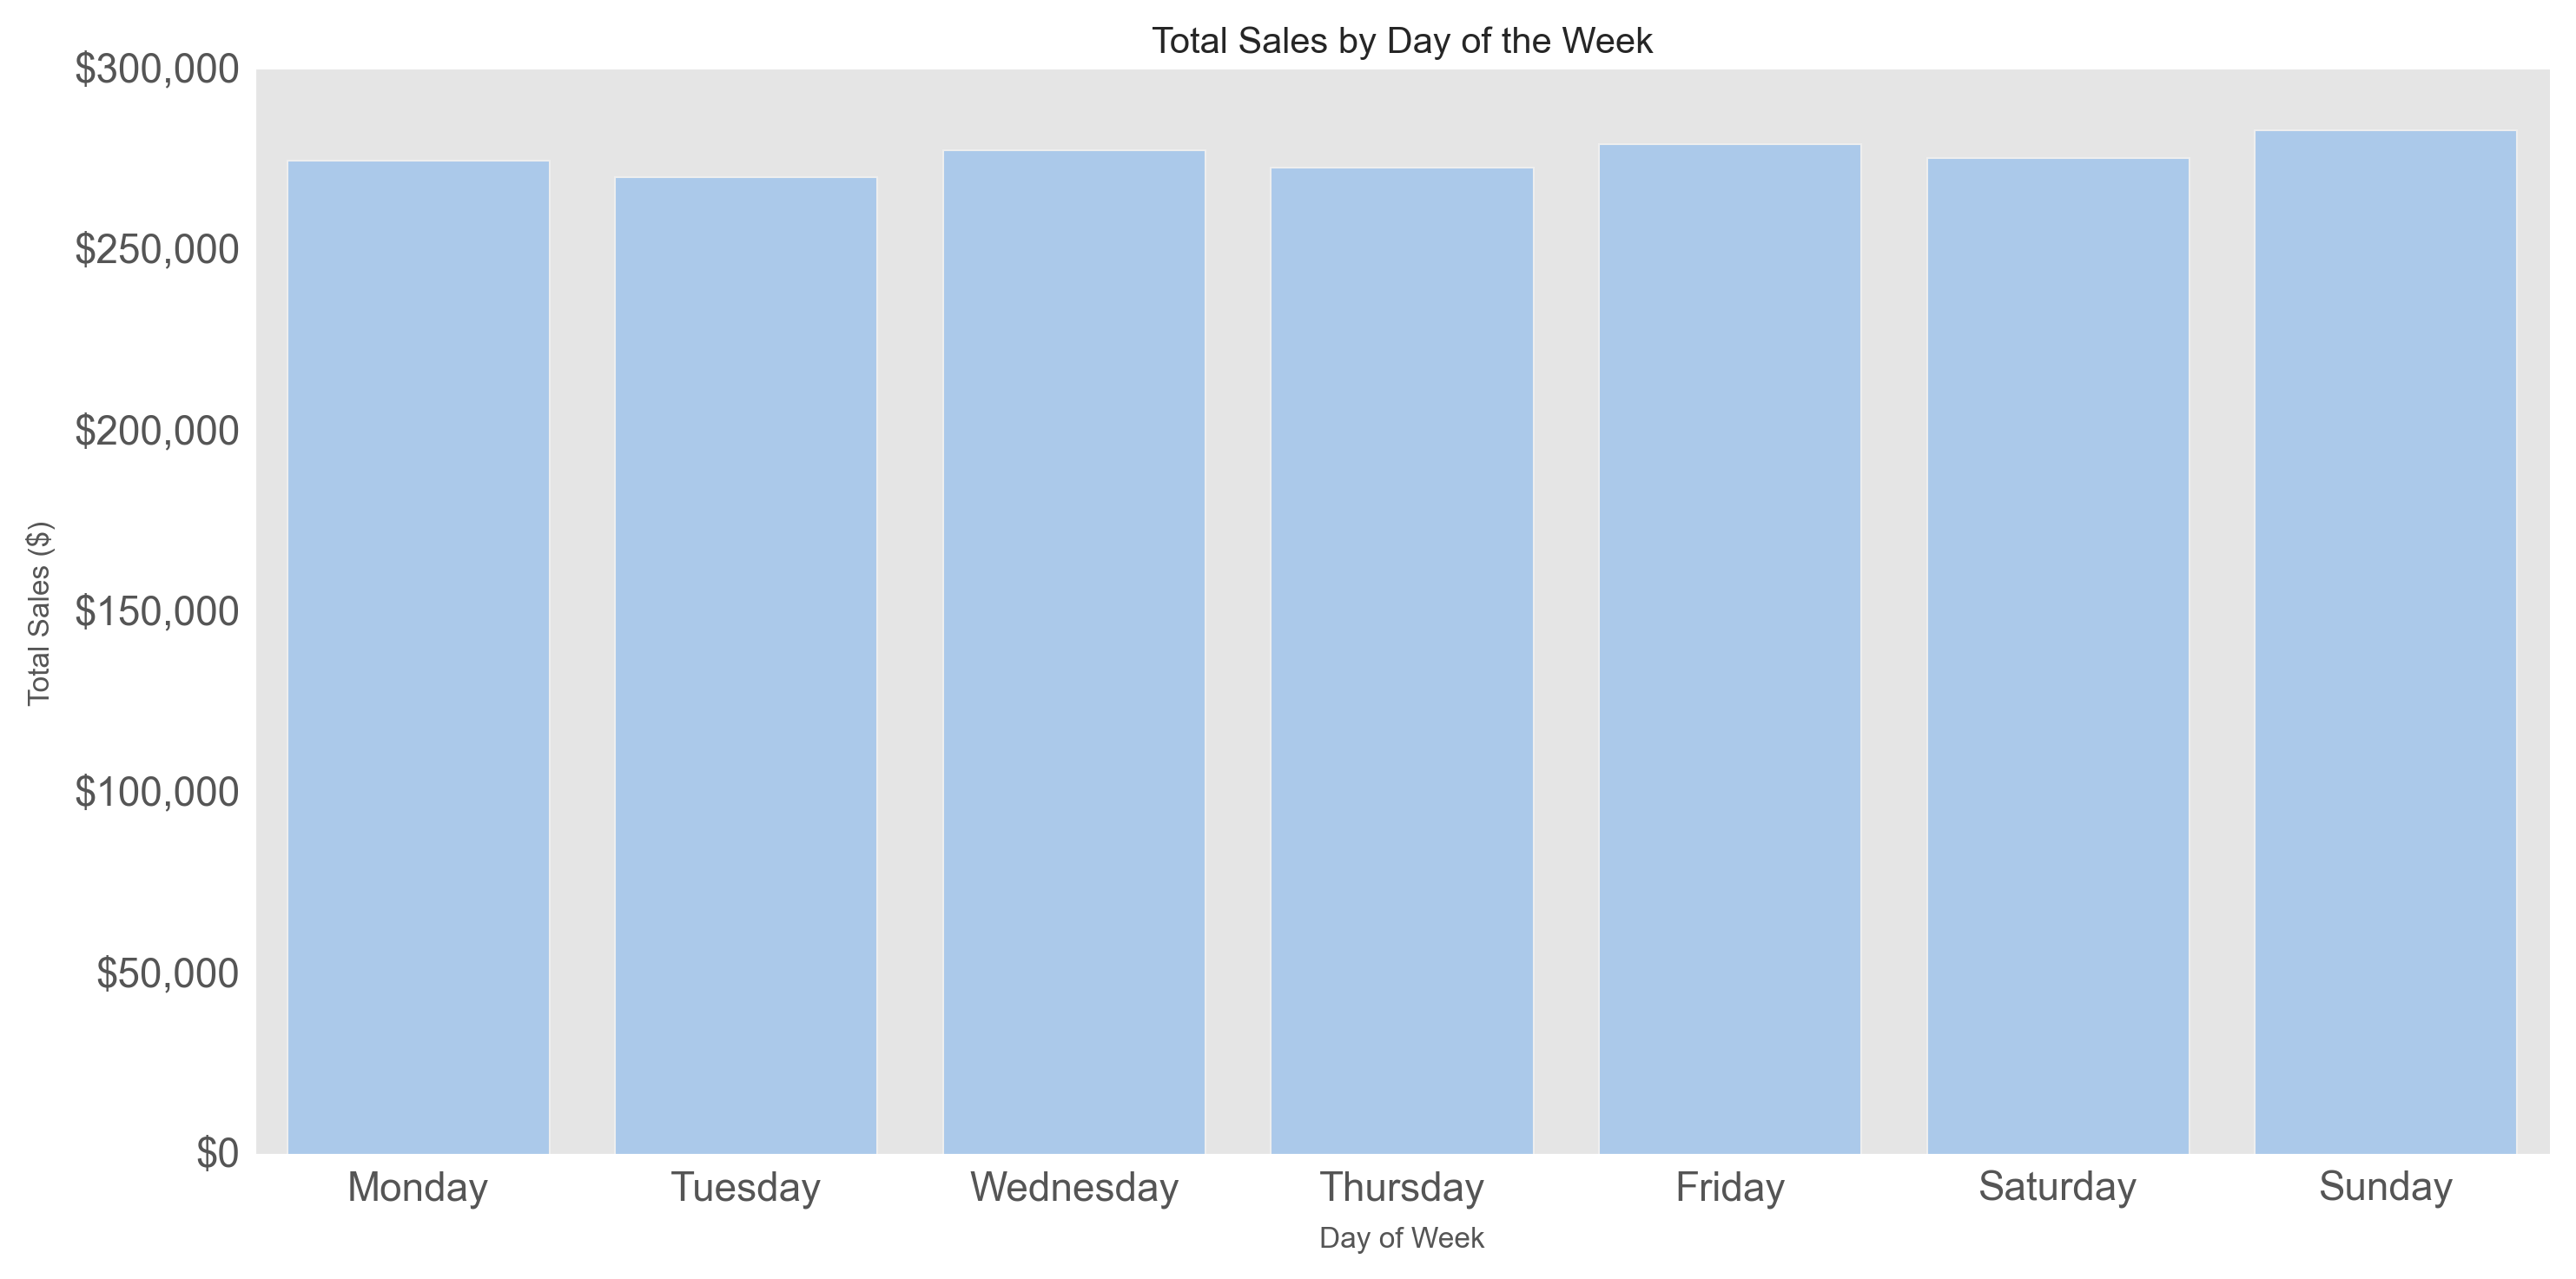 Total Sales by Day of the Week
Total Sales ($)
$300,000
$250,000
$200,000
$150,000
$100,000
$50,000
$0
Monday Tuesday Wednesday Thursday Friday Saturday Sunday
Day of Week